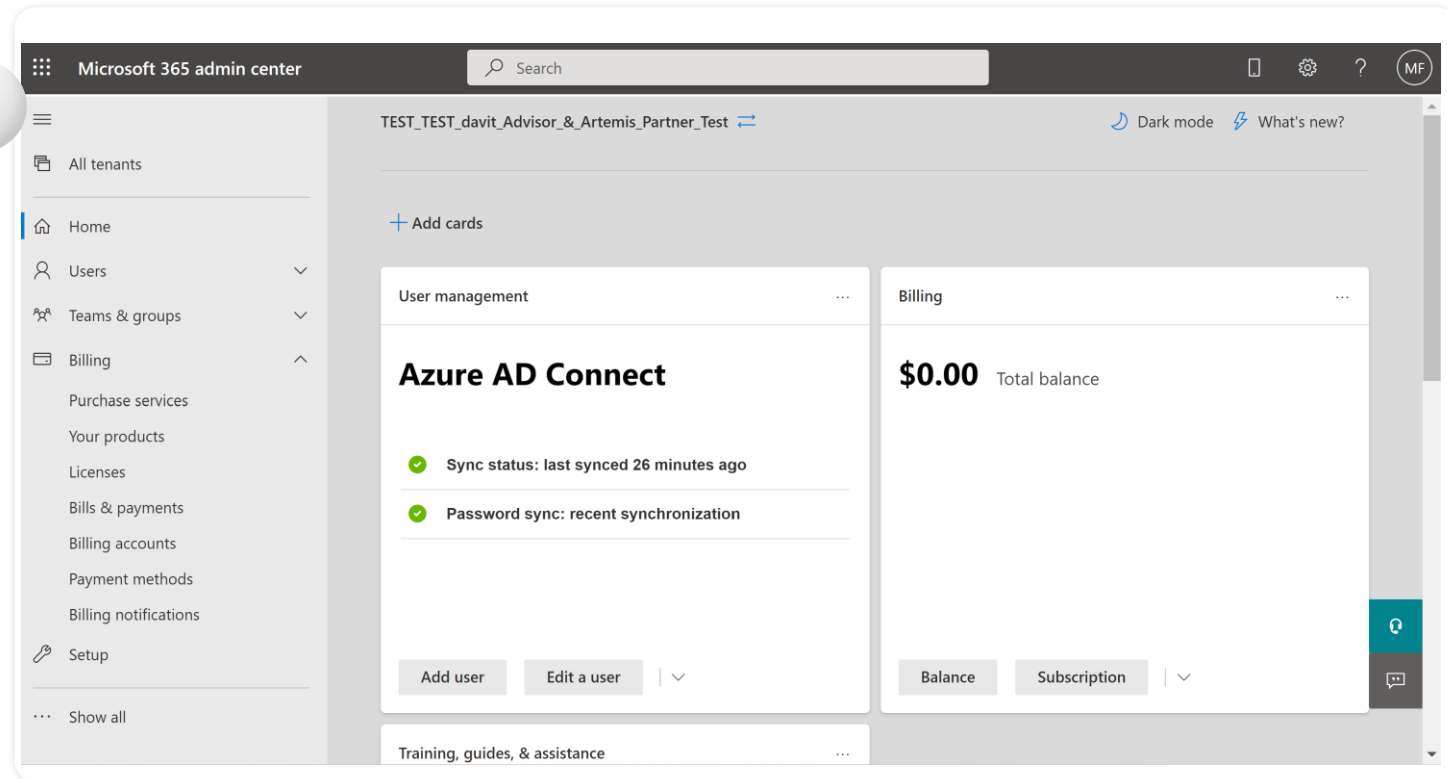 Microsoft 365 admin center
Search
?
MF
TEST_TEST_davit_Advisor_&_Artemis_Partner_Test
Dark mode
What's new?
All tenants
Home
Users
Teams & groups
Billing
Purchase services
Your products
Licenses
Bills & payments
Billing accounts
Payment methods
Billing notifications
Setup
... Show all
Add cards
User management ...
Azure AD Connect
Sync status: last synced 26 minutes ago
Password sync: recent synchronization
Add user
Edit a user
Billing ...
$0.00 Total balance
Balance
Subscription
Training, guides, & assistance ...